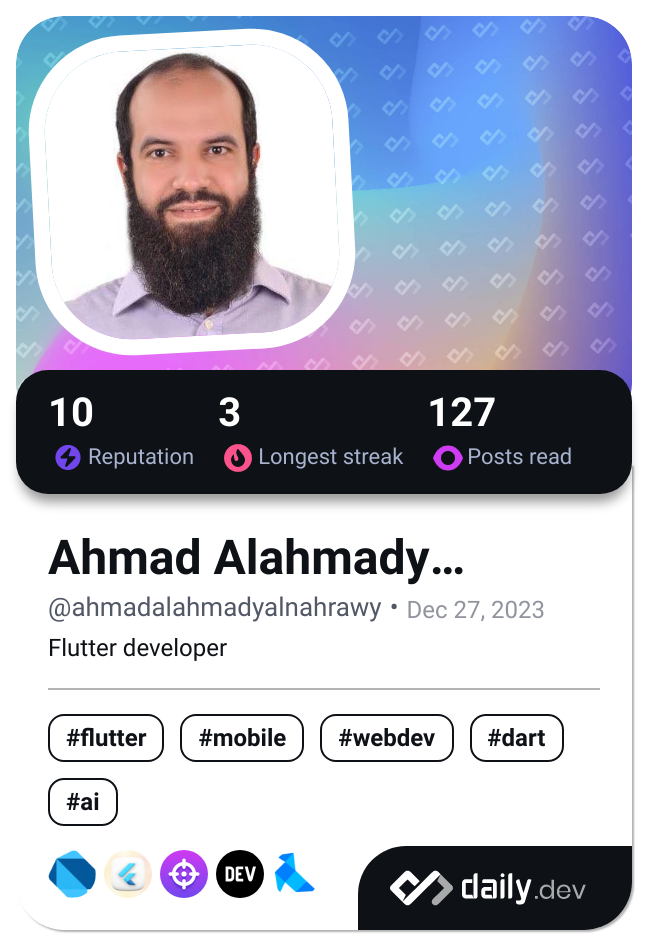 10 3 127
Reputation Longest streak Posts read
Ahmad Alahmady...
@ahmadalahmadyalnahrawy • Dec 27, 2023
Flutter developer
#flutter #mobile #webdev #dart
#ai
DEV
daily.dev